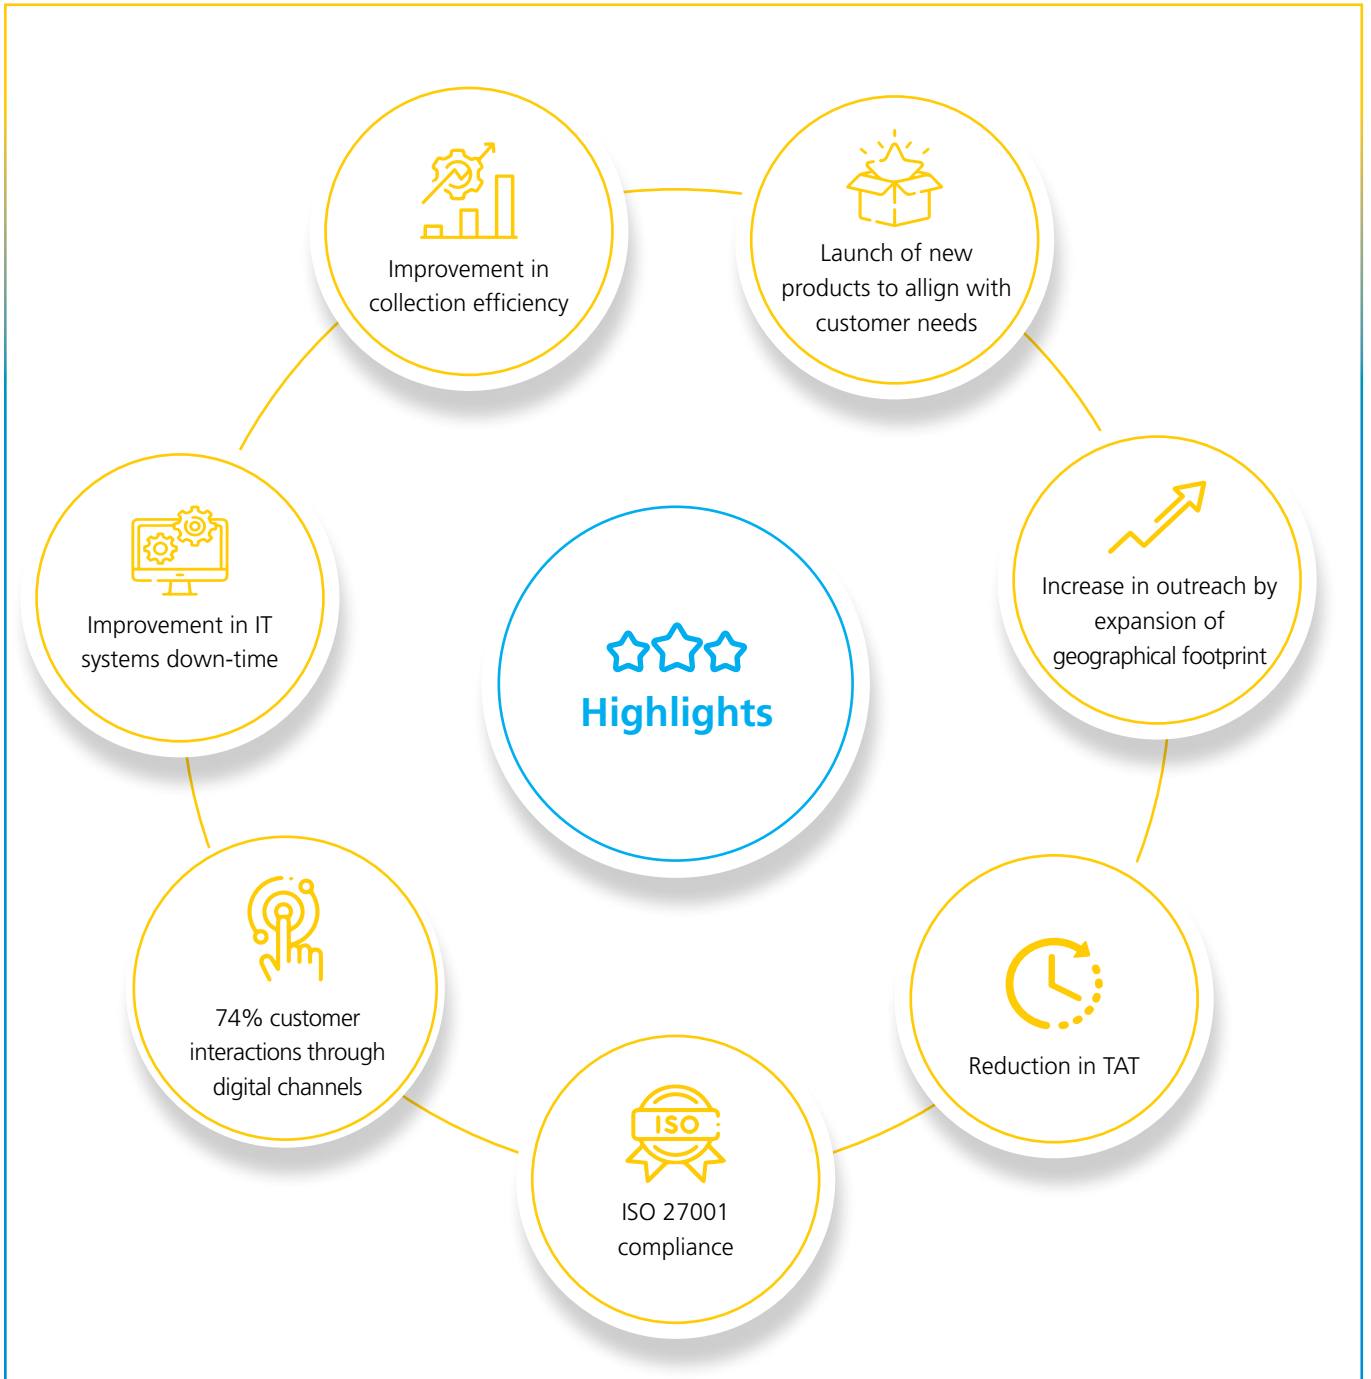 Improvement in
collection efficiency
Launch of new
products to allign with
customer needs
Increase in outreach by
expansion of
geographical footprint
Improvement in IT
systems down-time
Highlights
74% customer
interactions through
digital channels
Reduction in TAT
ISO
ISO 27001
compliance